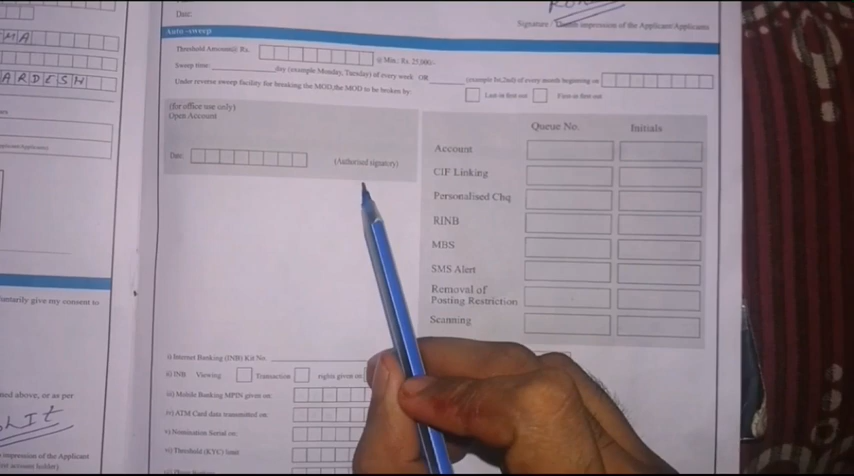 Date:
Signature / Thumb impression of the Applicant/Applicants
Auto-sweep
Threshold Amount@ Rs. @ Min.: Rs. 25,000/-
Sweep time: day (example Monday, Tuesday) of every week OR (example 1st, 2nd) of every month beginning on
Under reverse sweep facility for breaking the MOD, the MOD to be broken by: Last in first out First in first out
(for office use only)
Open Account
Date: (Authorised signatory)
Queue No. Initials
Account
CIF Linking
Personalised Chq
RINB
MBS
SMS Alert
Removal of
Posting Restriction
Scanning
i) Internet Banking (INB) Kit No.
ii) INB Viewing Transaction rights given on:
iii) Mobile Banking MPIN given on:
iv) ATM Card data transmitted on:
v) Nomination Serial no:
vi) Threshold (KYC) limit
MA
ARDESH
untarily give my consent to
ned above, or as per
impression of the Applicant